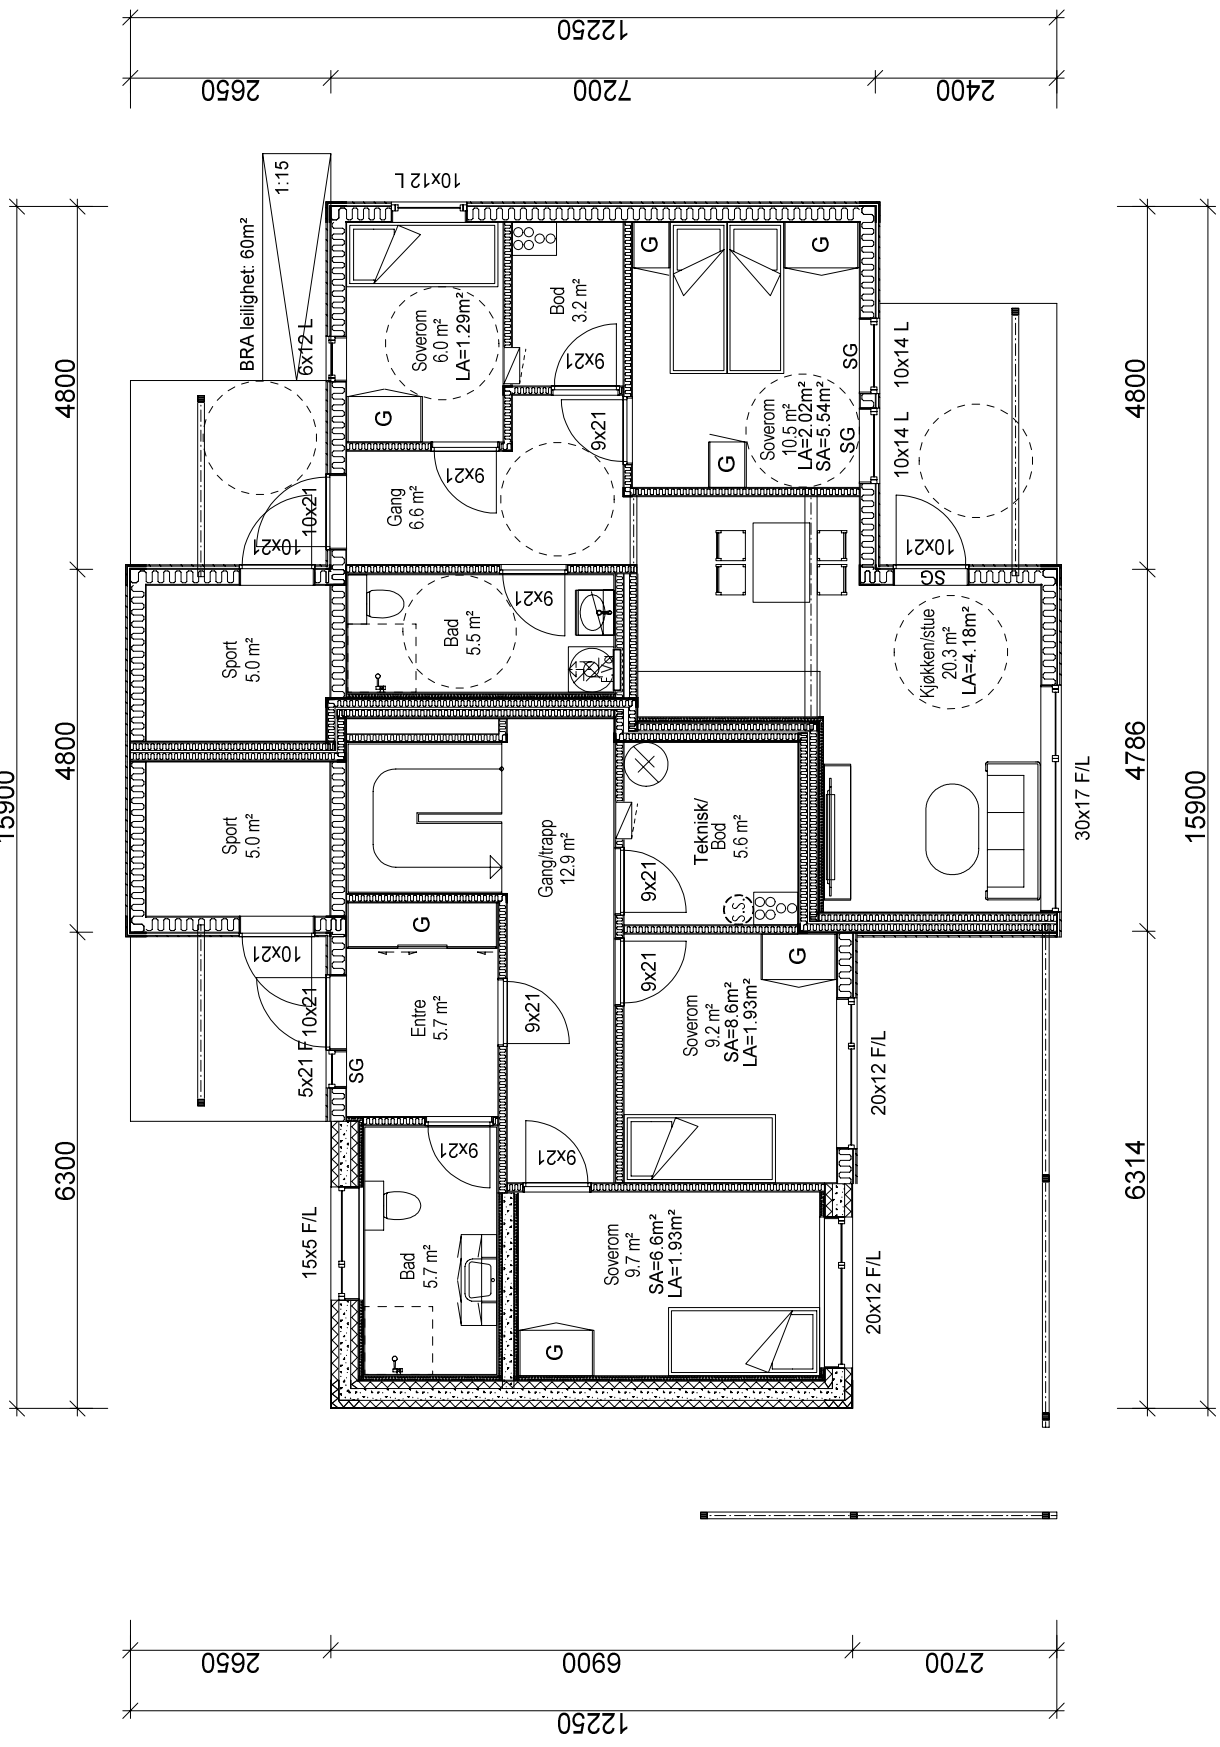 12250
2650
7200
2400
15900
4800
4800
6300
BRA leilighet: 60m²
1:15
6x12 L
10x12 L
Soverom
6.0 m²
LA=1.29m²
G
Bod
3.2 m²
9x21
9x21
9x21
G
G
G
Soverom
10.5 m²
LA=2.02m²
SA=5.54m²
SG
SG
10x14 L
10x14 L
4800
4786
6314
15900
Gang
6.6 m²
10x21
10x21
Sport
5.0 m²
Bad
5.5 m²
9x21
10x21
SG
Kjøkken/stue
20.3 m²
LA=4.18m²
30x17 F/L
Sport
5.0 m²
10x21
10x21
5x21 F
SG
Gang/trapp
12.9 m²
Teknisk/
Bod
5.6 m²
9x21
S.S.
G
Entre
5.7 m²
9x21
9x21
G
Soverom
9.2 m²
SA=8.6m²
LA=1.93m²
20x12 F/L
15x5 F/L
Bad
5.7 m²
9x21
9x21
Soverom
9.7 m²
SA=6.6m²
LA=1.93m²
G
20x12 F/L
2650
6900
2700
12250